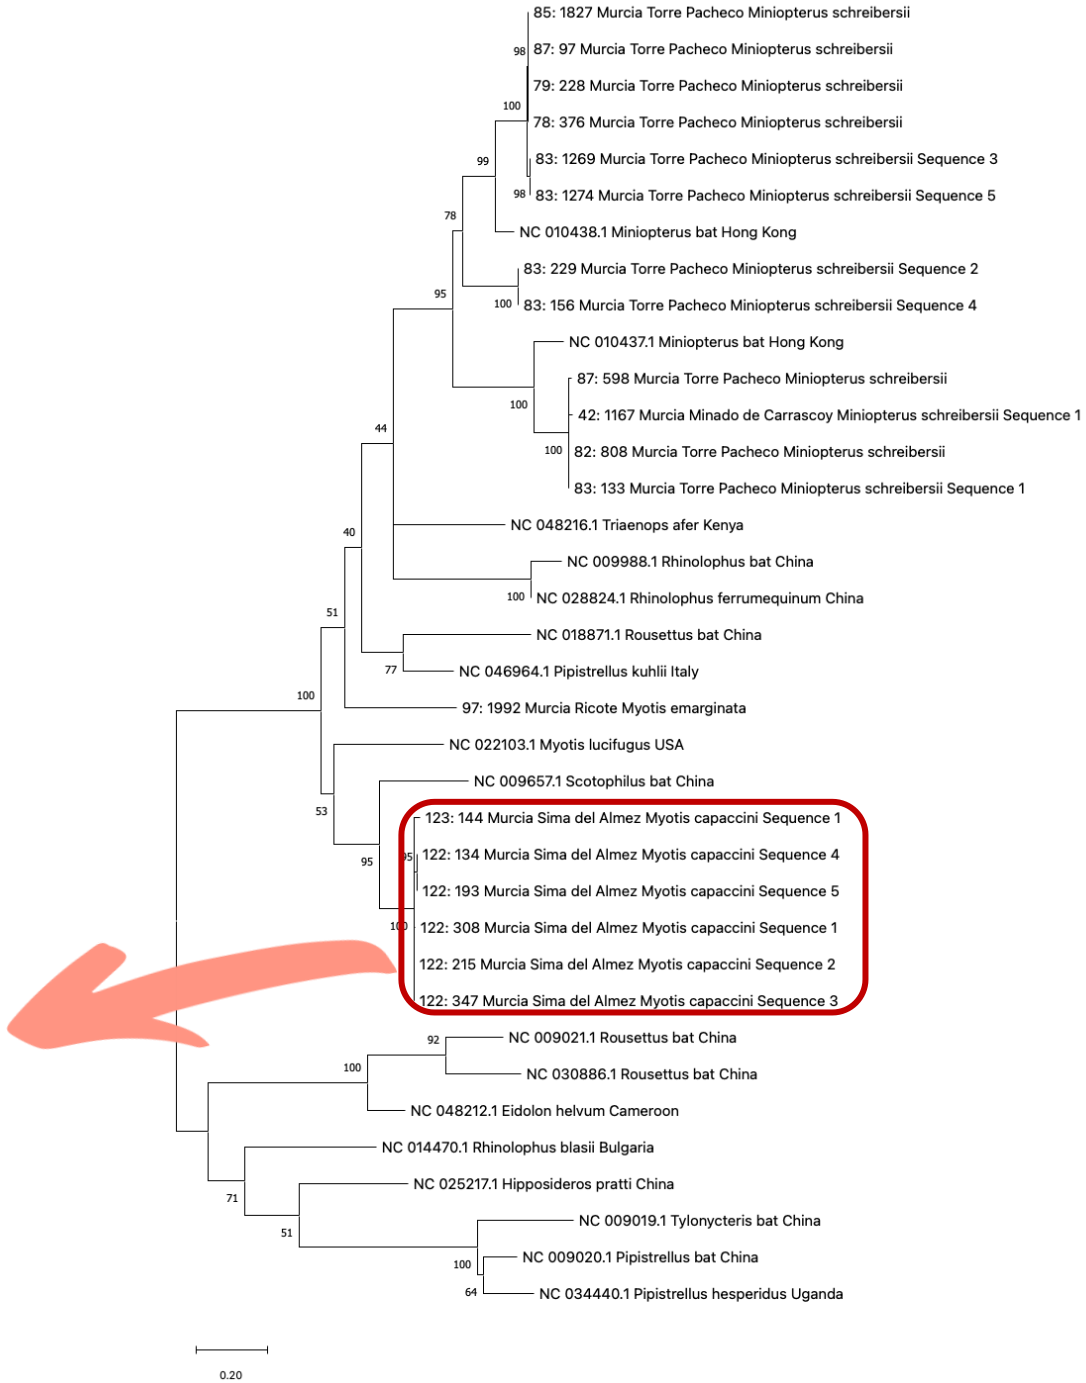 85: 1827 Murcia Torre Pacheco Miniopterus schreibersii
98
87: 97 Murcia Torre Pacheco Miniopterus schreibersii
79: 228 Murcia Torre Pacheco Miniopterus schreibersii
100
78: 376 Murcia Torre Pacheco Miniopterus schreibersii
99
83: 1269 Murcia Torre Pacheco Miniopterus schreibersii Sequence 3
98
83: 1274 Murcia Torre Pacheco Miniopterus schreibersii Sequence 5
78
NC 010438.1 Miniopterus bat Hong Kong
83: 229 Murcia Torre Pacheco Miniopterus schreibersii Sequence 2
95
100
83: 156 Murcia Torre Pacheco Miniopterus schreibersii Sequence 4
NC 010437.1 Miniopterus bat Hong Kong
87: 598 Murcia Torre Pacheco Miniopterus schreibersii
100
42: 1167 Murcia Minado de Carrascoy Miniopterus schreibersii Sequence 1
44
100
82: 808 Murcia Torre Pacheco Miniopterus schreibersii
83: 133 Murcia Torre Pacheco Miniopterus schreibersii Sequence 1
NC 048216.1 Triaenops afer Kenya
40
NC 009988.1 Rhinolophus bat China
100
NC 028824.1 Rhinolophus ferrumequinum China
51
NC 018871.1 Rousettus bat China
77
NC 046964.1 Pipistrellus kuhlii Italy
100
97: 1992 Murcia Ricote Myotis emarginata
NC 022103.1 Myotis lucifugus USA
NC 009657.1 Scotophilus bat China
53
123: 144 Murcia Sima del Almez Myotis capaccini Sequence 1
95
95
122: 134 Murcia Sima del Almez Myotis capaccini Sequence 4
122: 193 Murcia Sima del Almez Myotis capaccini Sequence 5
100
122: 308 Murcia Sima del Almez Myotis capaccini Sequence 1
122: 215 Murcia Sima del Almez Myotis capaccini Sequence 2
122: 347 Murcia Sima del Almez Myotis capaccini Sequence 3
92
NC 009021.1 Rousettus bat China
100
NC 030886.1 Rousettus bat China
NC 048212.1 Eidolon helvum Cameroon
NC 014470.1 Rhinolophus blasii Bulgaria
71
NC 025217.1 Hipposideros pratti China
51
NC 009019.1 Tylonycteris bat China
100
NC 009020.1 Pipistrellus bat China
64
NC 034440.1 Pipistrellus hesperidus Uganda
0.20